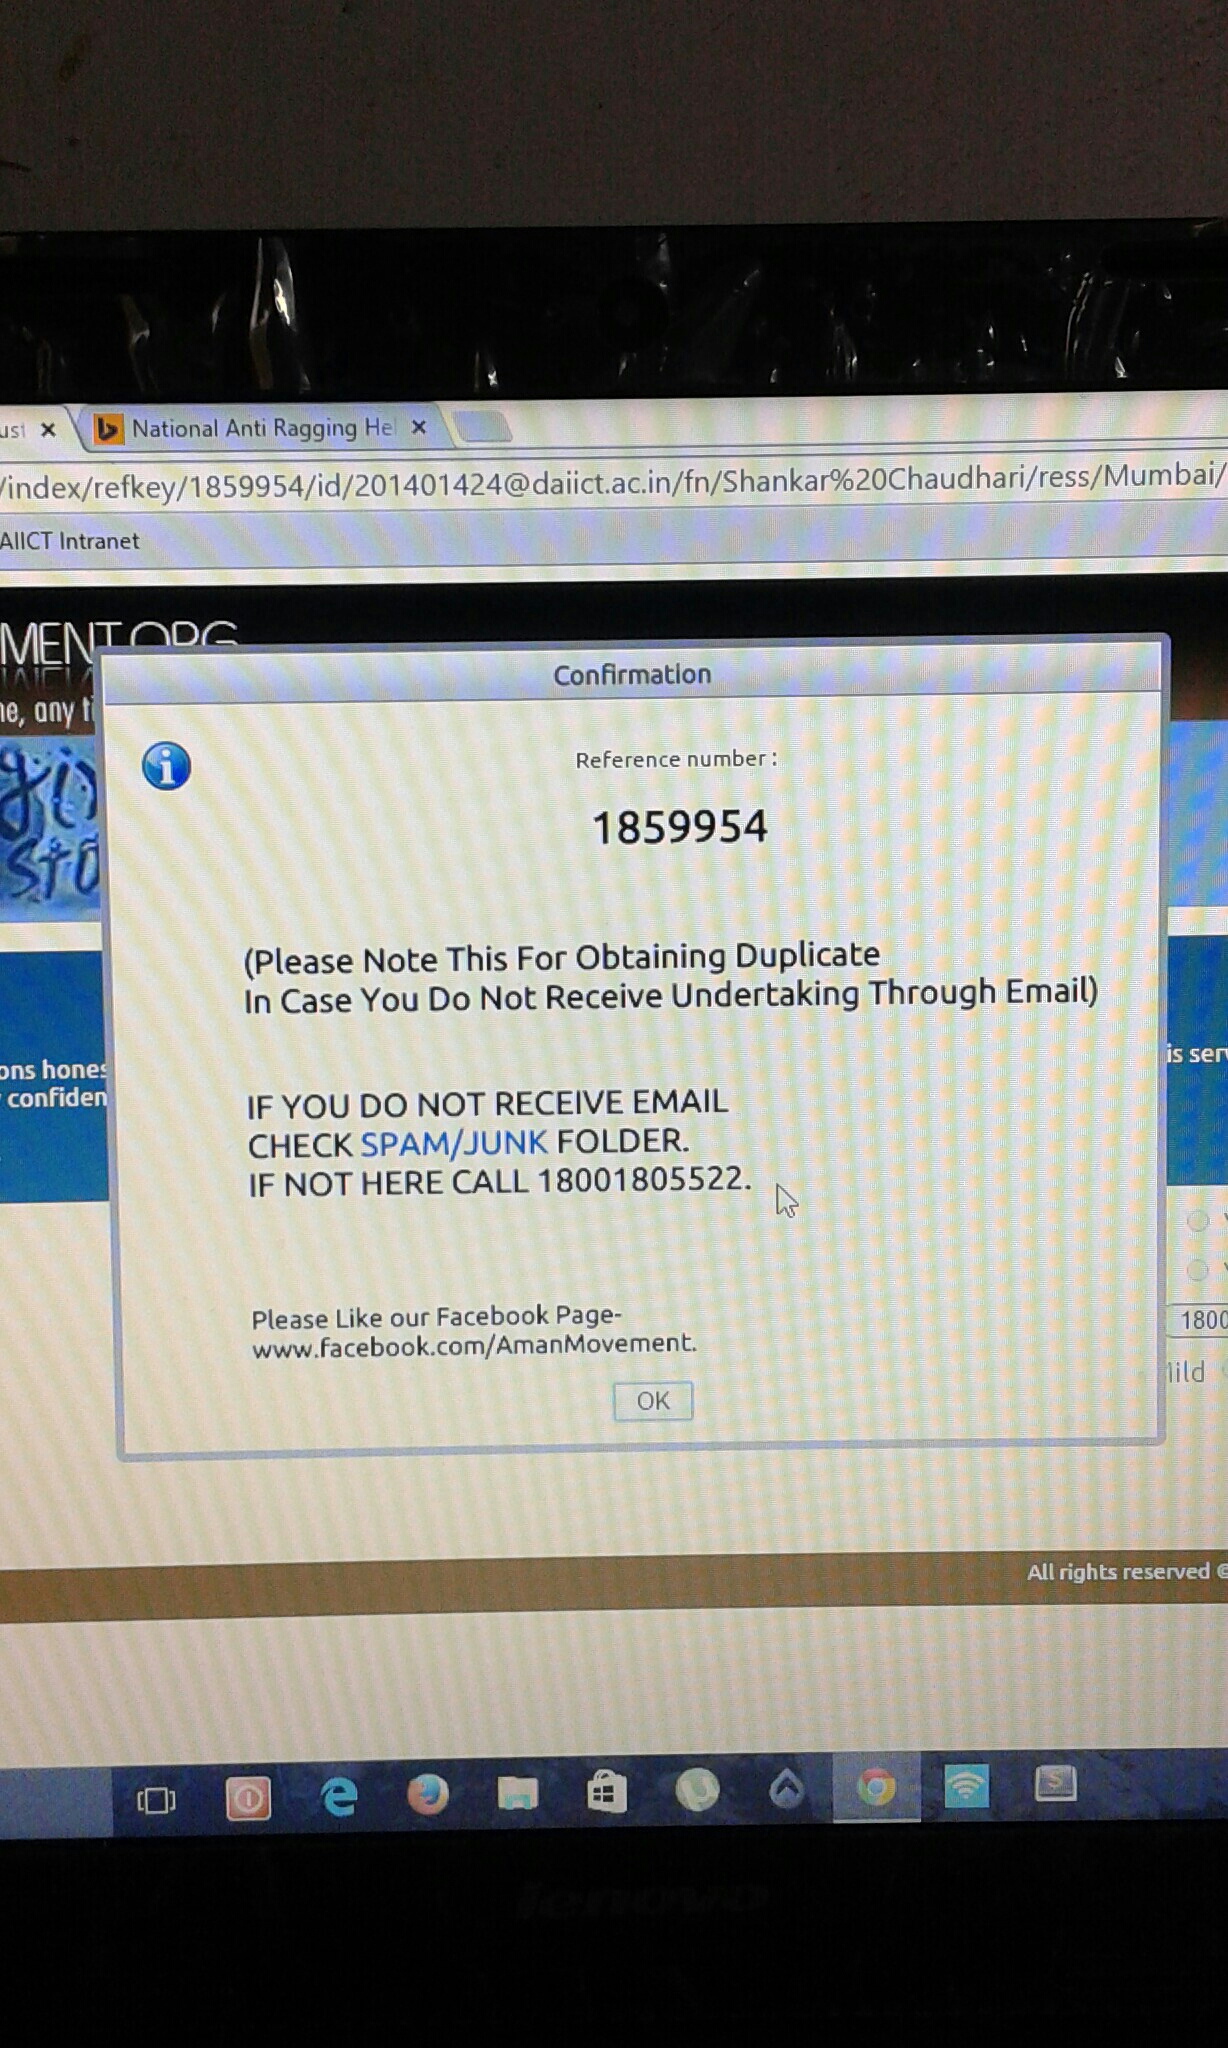 National Anti Ragging He
/index/refkey/1859954/id/201401424@daiict.ac.in/fn/Shankar%20Chaudhari/ress/Mumbai/
AIICT Intranet
MENT.ORG
Confirmation
ne, any ti
Reference number :
1859954
(Please Note This For Obtaining Duplicate
In Case You Do Not Receive Undertaking Through Email)
ons hones
is serv
confiden
IF YOU DO NOT RECEIVE EMAIL
CHECK SPAM/JUNK FOLDER.
IF NOT HERE CALL 18001805522.
Please Like our Facebook Page-
www.facebook.com/AmanMovement.
1800
OK
All rights reserved ©
lenovo